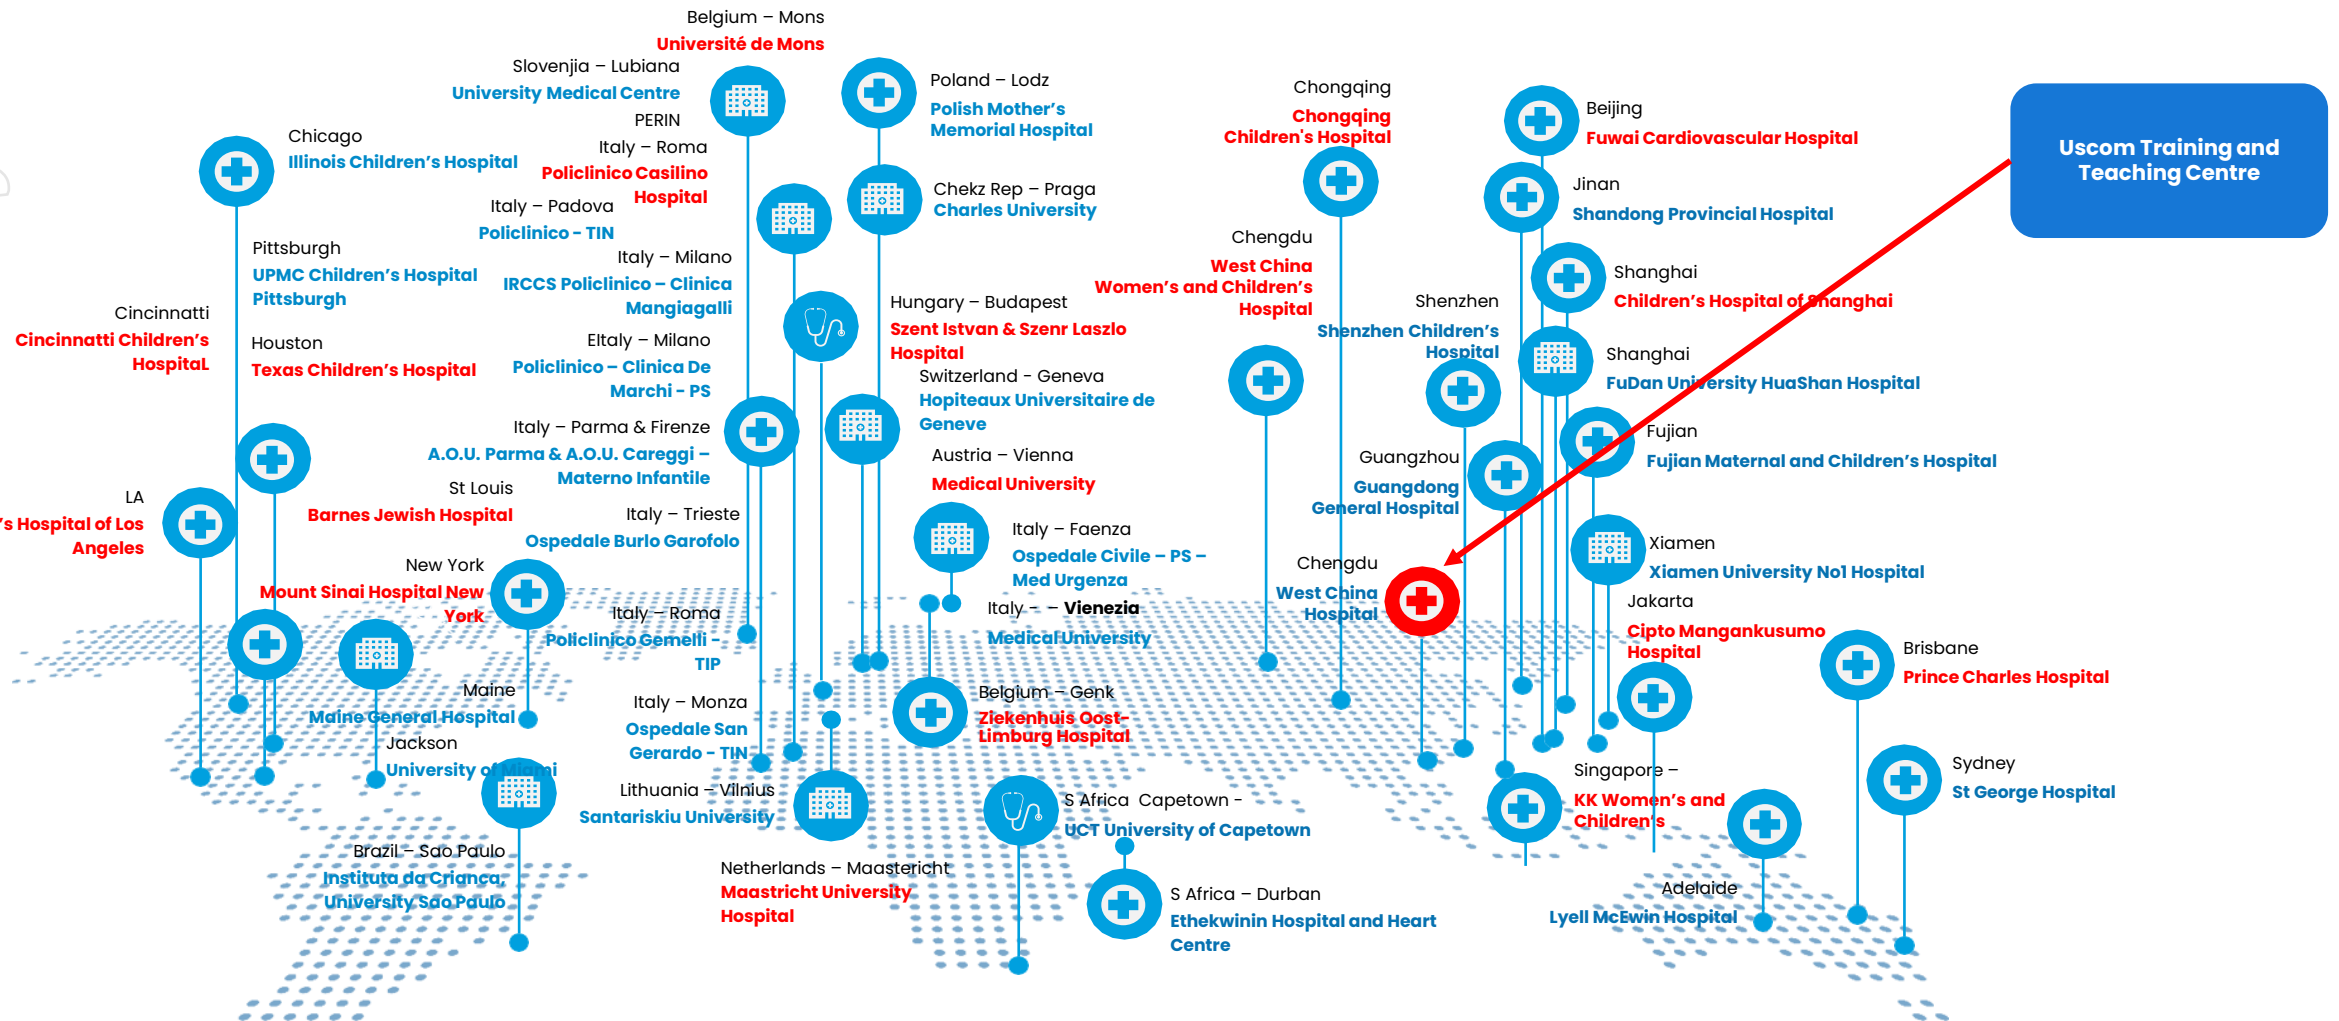 Belgium – Mons
Université de Mons
Slovenjia – Lubiana
University Medical Centre
PERIN
Italy – Roma
Policlinico Casilino
Hospital
Italy – Padova
Policlinico - TIN
Italy – Milano
IRCCS Policlinico – Clinica
Mangiagalli
EItaly – Milano
Policlinico – Clinica De
Marchi - PS
Italy – Parma & Firenze
A.O.U. Parma & A.O.U. Careggi –
Materno Infantile
Italy – Trieste
Ospedale Burlo Garofolo
Italy – Roma
Policlinico Gemelli -
TIP
Italy – Monza
Ospedale San
Gerardo - TIN
Lithuania – Vilnius
Santariskiu University
Netherlands – Maastericht
Maastricht University
Hospital
Chicago
Illinois Children’s Hospital
Pittsburgh
UPMC Children’s Hospital
Pittsburgh
Cincinnatti
Cincinnatti Children’s
HospitaL
Houston
Texas Children’s Hospital
LA
’s Hospital of Los
Angeles
St Louis
Barnes Jewish Hospital
New York
Mount Sinai Hospital New
York
Maine
Maine General Hospital
Jackson
University of Miami
Brazil – Sao Paulo
Instituta da Crianca,
University Sao Paulo
Poland – Lodz
Polish Mother’s
Memorial Hospital
Chekz Rep – Praga
Charles University
Hungary – Budapest
Szent Istvan & Szenr Laszlo
Hospital
Switzerland - Geneva
Hopiteaux Universitaire de
Geneve
Austria – Vienna
Medical University
Italy – Faenza
Ospedale Civile – PS –
Med Urgenza
Italy - – Vienezia
Medical University
Belgium – Genk
Ziekenhuis Oost-
Limburg Hospital
S Africa Capetown -
UCT University of Capetown
S Africa – Durban
Ethekwinin Hospital and Heart
Centre
Chongqing
Chongqing
Children's Hospital
Chengdu
West China
Women’s and Children’s
Hospital
Shenzhen
Shenzhen Children’s
Hospital
Guangzhou
Guangdong
General Hospital
Chengdu
West China
Hospital
Beijing
Fuwai Cardiovascular Hospital
Jinan
Shandong Provincial Hospital
Shanghai
Children’s Hospital of Shanghai
Shanghai
FuDan University HuaShan Hospital
Fujian
Fujian Maternal and Children’s Hospital
Xiamen
Xiamen University No1 Hospital
Jakarta
Cipto Mangankusumo
Hospital
Singapore –
KK Women’s and
Children’s
Brisbane
Prince Charles Hospital
Sydney
St George Hospital
Adelaide
Lyell McEwin Hospital
Uscom Training and
Teaching Centre